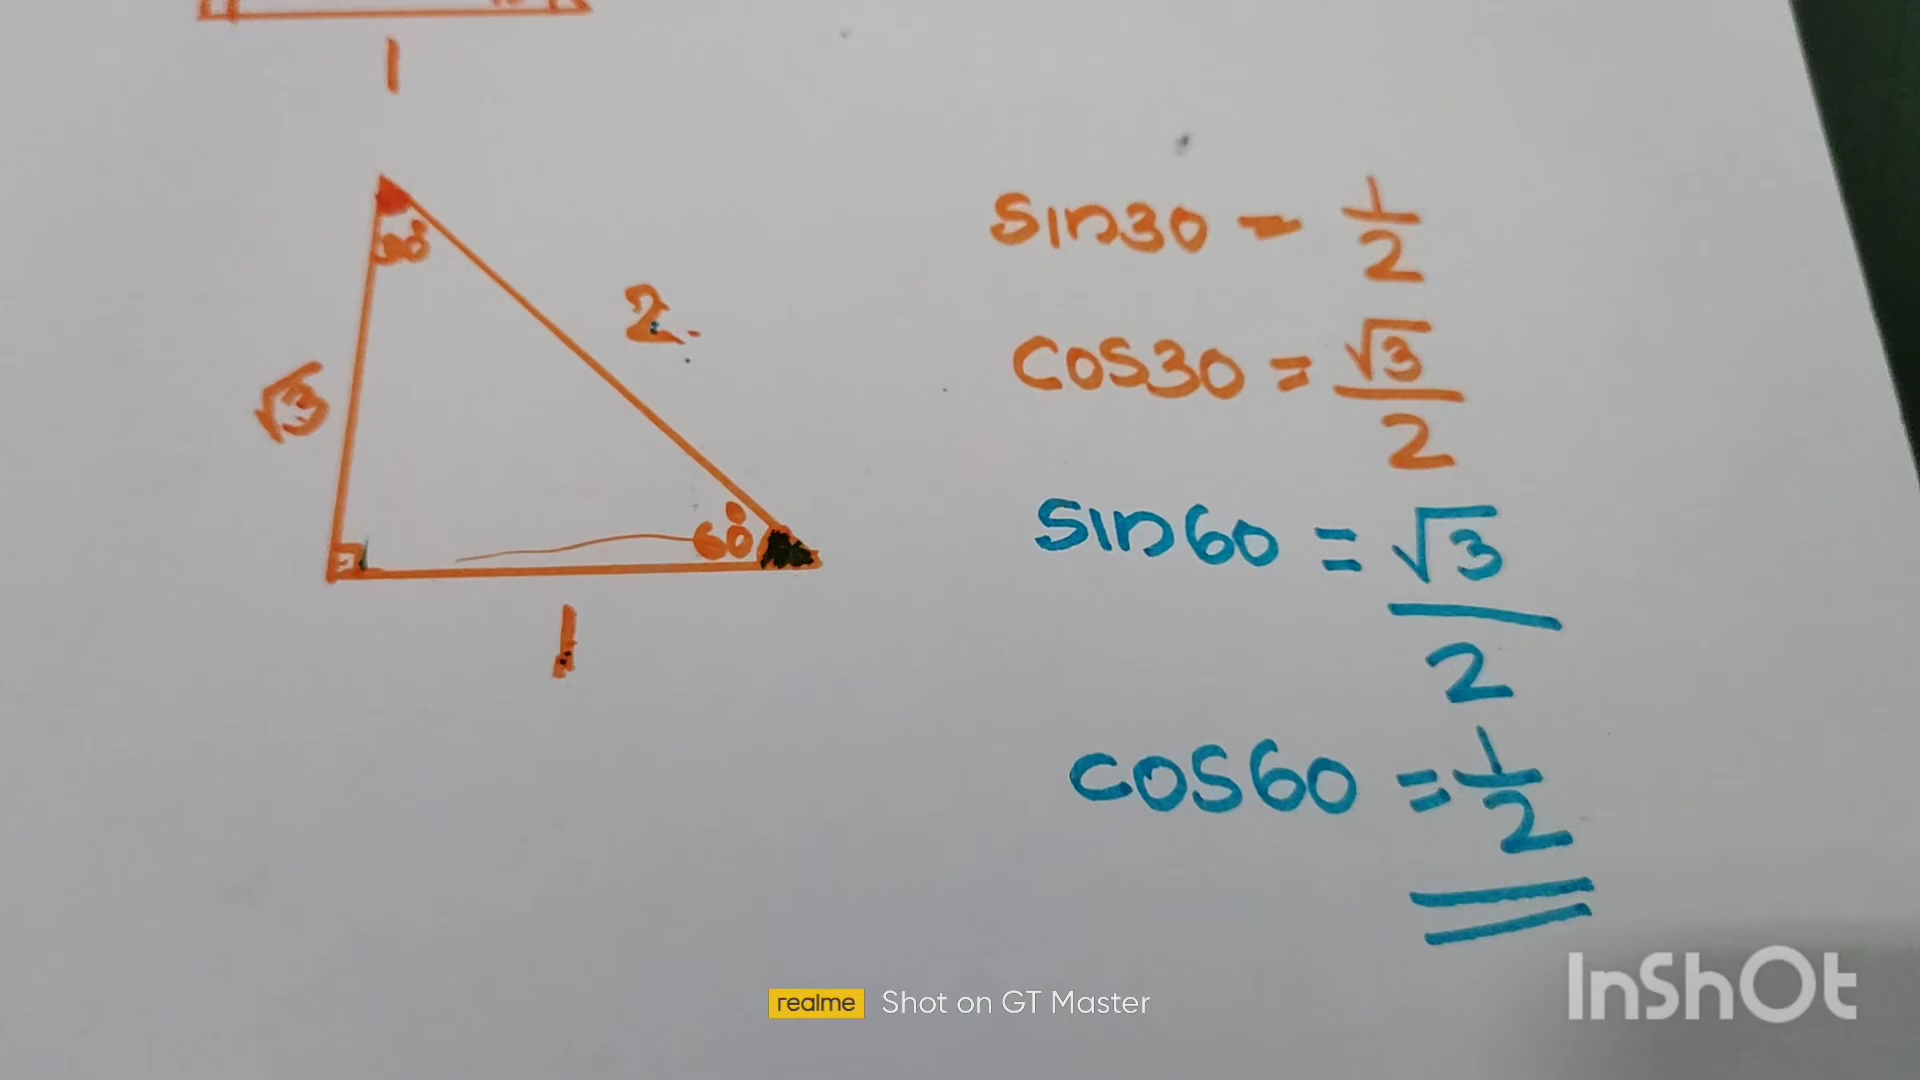 1
30°
2
√3
60°
1
sin30 = 1/2
cos30 = √3/2
sin60 = √3/2
cos60 = 1/2
realme Shot on GT Master
InShOt